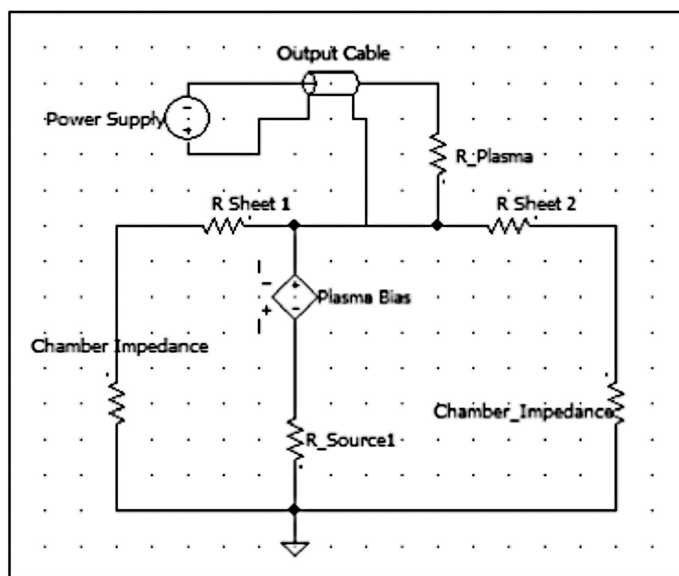 Output Cable
Power Supply
R_Plasma
R Sheet 1
R Sheet 2
Plasma Bias
Chamber Impedance
Chamber_Impedance
R_Source1